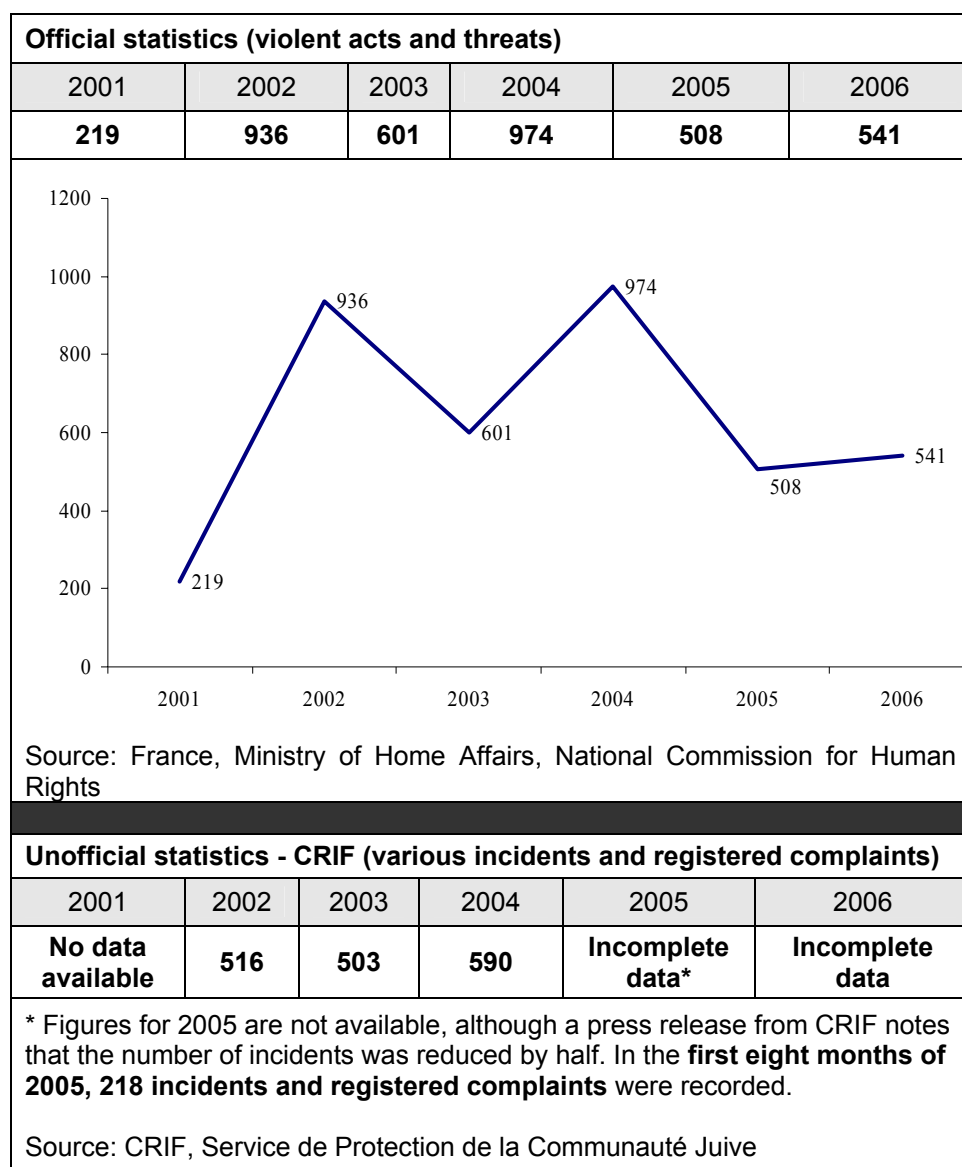 Official statistics (violent acts and threats)
2001 2002 2003 2004 2005 2006
219 936 601 974 508 541
1200
1000
800
600
400
200
0
936
974
601
541
508
219
2001 2002 2003 2004 2005 2006
Source: France, Ministry of Home Affairs, National Commission for Human
Rights
Unofficial statistics - CRIF (various incidents and registered complaints)
2001 2002 2003 2004 2005 2006
No data available 516 503 590 Incomplete data* Incomplete data
* Figures for 2005 are not available, although a press release from CRIF notes
that the number of incidents was reduced by half. In the first eight months of
2005, 218 incidents and registered complaints were recorded.
Source: CRIF, Service de Protection de la Communauté Juive